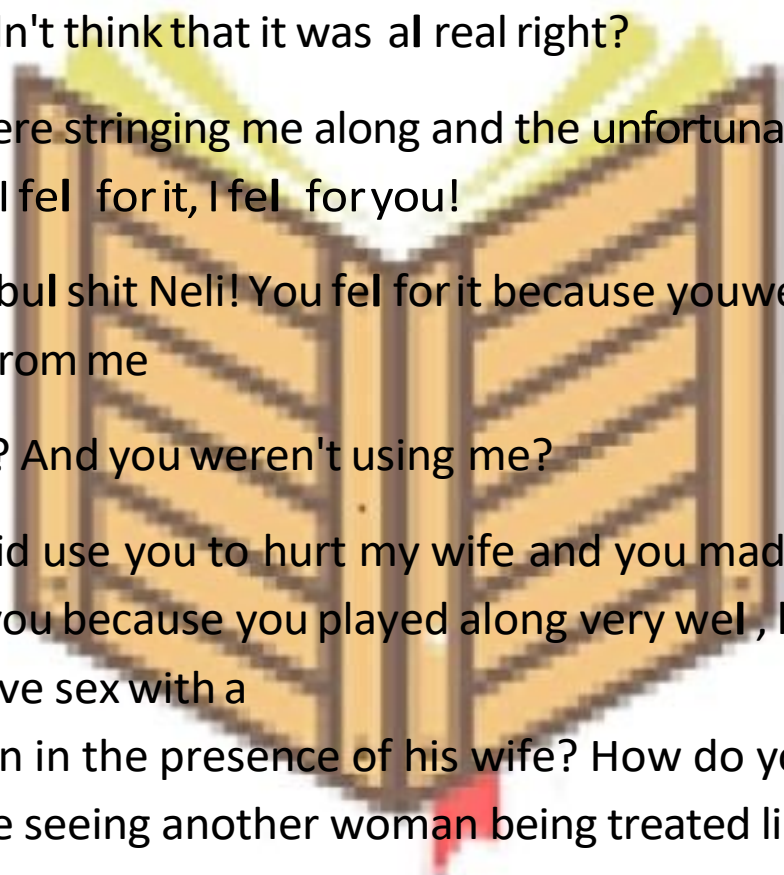 n't think that it was al real right?
ere stringing me along and the unfortuna
I fel for it, I fel for you!
bul shit Neli! You fel for it because youwe
rom me
? And you weren't using me?
id use you to hurt my wife and you mad
you because you played along very wel ,
ve sex with a
n in the presence of his wife? How do yo
e seeing another woman being treated li